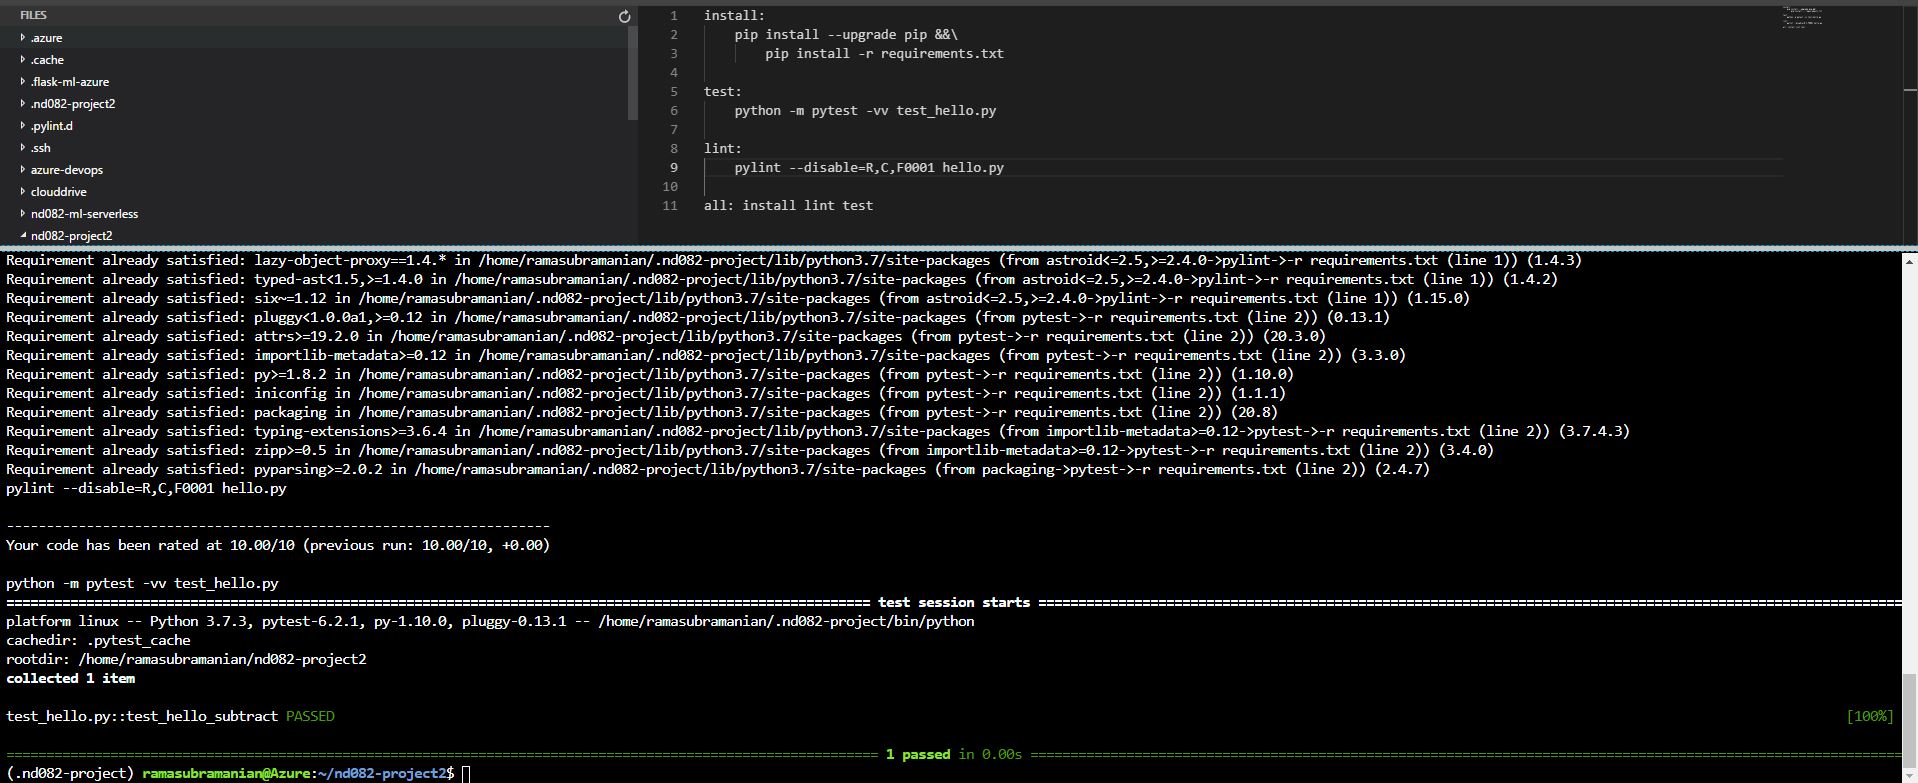 FILES
.azure
.cache
.flask-ml-azure
.nd082-project2
.pylint.d
.ssh
azure-devops
clouddrive
nd082-ml-serverless
nd082-project2
1 install:
2 pip install --upgrade pip &&\
3 pip install -r requirements.txt
4
5 test:
6 python -m pytest -vv test_hello.py
7
8 lint:
9 pylint --disable=R,C,F0001 hello.py
10
11 all: install lint test
Requirement already satisfied: lazy-object-proxy==1.4.* in /home/ramasubramanian/.nd082-project/lib/python3.7/site-packages (from astroid<=2.5,>=2.4.0->pylint->-r requirements.txt (line 1)) (1.4.3)
Requirement already satisfied: typed-ast<1.5,>=1.4.0 in /home/ramasubramanian/.nd082-project/lib/python3.7/site-packages (from astroid<=2.5,>=2.4.0->pylint->-r requirements.txt (line 1)) (1.4.2)
Requirement already satisfied: six~=1.12 in /home/ramasubramanian/.nd082-project/lib/python3.7/site-packages (from astroid<=2.5,>=2.4.0->pylint->-r requirements.txt (line 1)) (1.15.0)
Requirement already satisfied: pluggy<1.0.0a1,>=0.12 in /home/ramasubramanian/.nd082-project/lib/python3.7/site-packages (from pytest->-r requirements.txt (line 2)) (0.13.1)
Requirement already satisfied: attrs>=19.2.0 in /home/ramasubramanian/.nd082-project/lib/python3.7/site-packages (from pytest->-r requirements.txt (line 2)) (20.3.0)
Requirement already satisfied: importlib-metadata>=0.12 in /home/ramasubramanian/.nd082-project/lib/python3.7/site-packages (from pytest->-r requirements.txt (line 2)) (3.3.0)
Requirement already satisfied: py>=1.8.2 in /home/ramasubramanian/.nd082-project/lib/python3.7/site-packages (from pytest->-r requirements.txt (line 2)) (1.10.0)
Requirement already satisfied: iniconfig in /home/ramasubramanian/.nd082-project/lib/python3.7/site-packages (from pytest->-r requirements.txt (line 2)) (1.1.1)
Requirement already satisfied: packaging in /home/ramasubramanian/.nd082-project/lib/python3.7/site-packages (from pytest->-r requirements.txt (line 2)) (20.8)
Requirement already satisfied: typing-extensions>=3.6.4 in /home/ramasubramanian/.nd082-project/lib/python3.7/site-packages (from importlib-metadata>=0.12->pytest->-r requirements.txt (line 2)) (3.7.4.3)
Requirement already satisfied: zipp>=0.5 in /home/ramasubramanian/.nd082-project/lib/python3.7/site-packages (from importlib-metadata>=0.12->pytest->-r requirements.txt (line 2)) (3.4.0)
Requirement already satisfied: pyparsing>=2.0.2 in /home/ramasubramanian/.nd082-project/lib/python3.7/site-packages (from packaging->pytest->-r requirements.txt (line 2)) (2.4.7)
pylint --disable=R,C,F0001 hello.py
--------------------------------------------------------------------
Your code has been rated at 10.00/10 (previous run: 10.00/10, +0.00)
python -m pytest -vv test_hello.py
============ test session starts ============
platform linux -- Python 3.7.3, pytest-6.2.1, py-1.10.0, pluggy-0.13.1 -- /home/ramasubramanian/.nd082-project/bin/python
cachedir: .pytest_cache
rootdir: /home/ramasubramanian/nd082-project2
collected 1 item
test_hello.py::test_hello_subtract PASSED [100%]
============ 1 passed in 0.00s ============
(.nd082-project) ramasubramanian@Azure:~/nd082-project2$